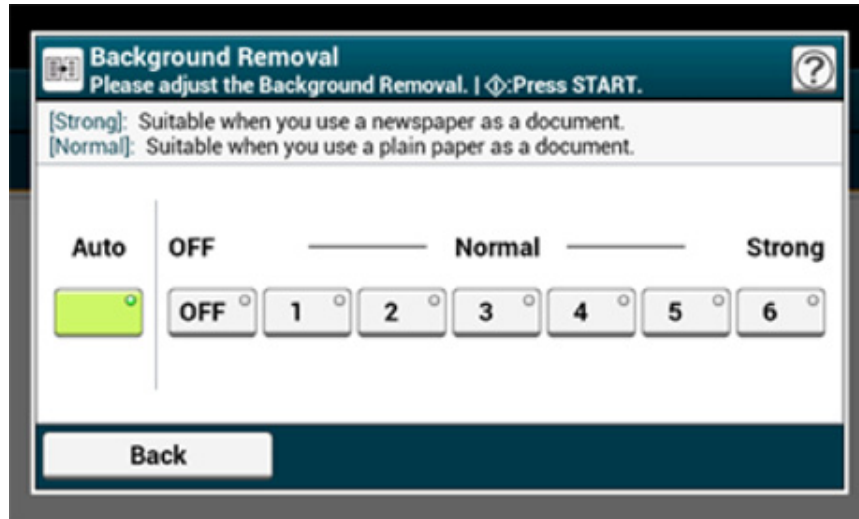 Background Removal
Please adjust the Background Removal. | :Press START.
[Strong]: Suitable when you use a newspaper as a document.
[Normal]: Suitable when you use a plain paper as a document.
Auto OFF Normal Strong
OFF 1 2 3 4 5 6
Back